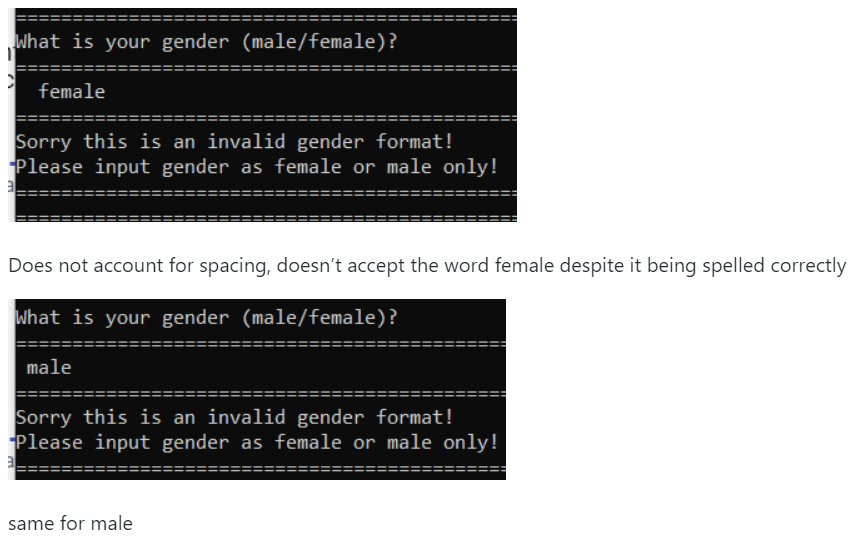 ==============================================
What is your gender (male/female)?
==============================================
  female
==============================================
Sorry this is an invalid gender format!
Please input gender as female or male only!
==============================================
==============================================
Does not account for spacing, doesn’t accept the word female despite it being spelled correctly
What is your gender (male/female)?
==============================================
 male
==============================================
Sorry this is an invalid gender format!
Please input gender as female or male only!
==============================================
same for male